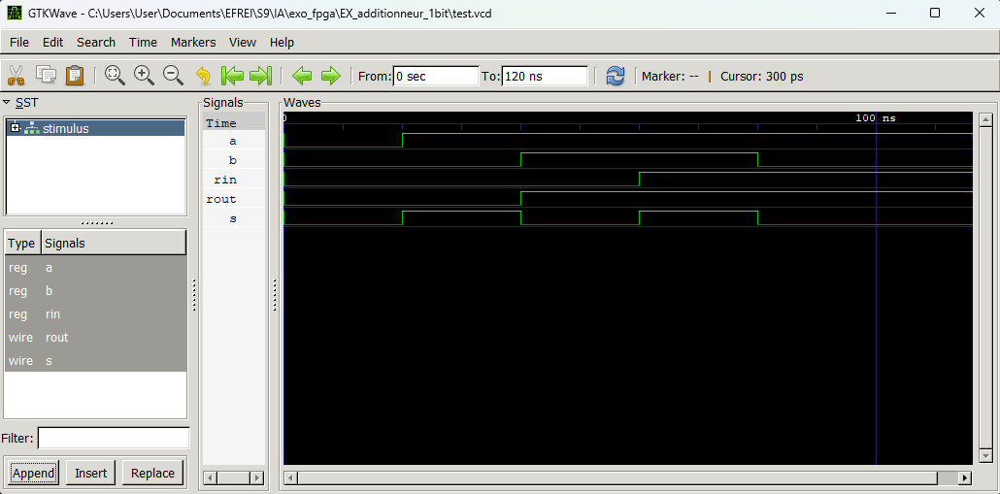 GTKWave - C:\Users\User\Documents\EFREI\S9\IA\exo_fpga\EX_additionneur_1bit\test.vcd
File Edit Search Time Markers View Help
From: 0 sec To: 120 ns Marker: -- | Cursor: 300 ps
SST
stimulus
Type Signals
reg a
reg b
reg rin
wire rout
wire s
Filter:
Append Insert Replace
Signals
Time
a
b
rin
rout
s
Waves
0 100 ns